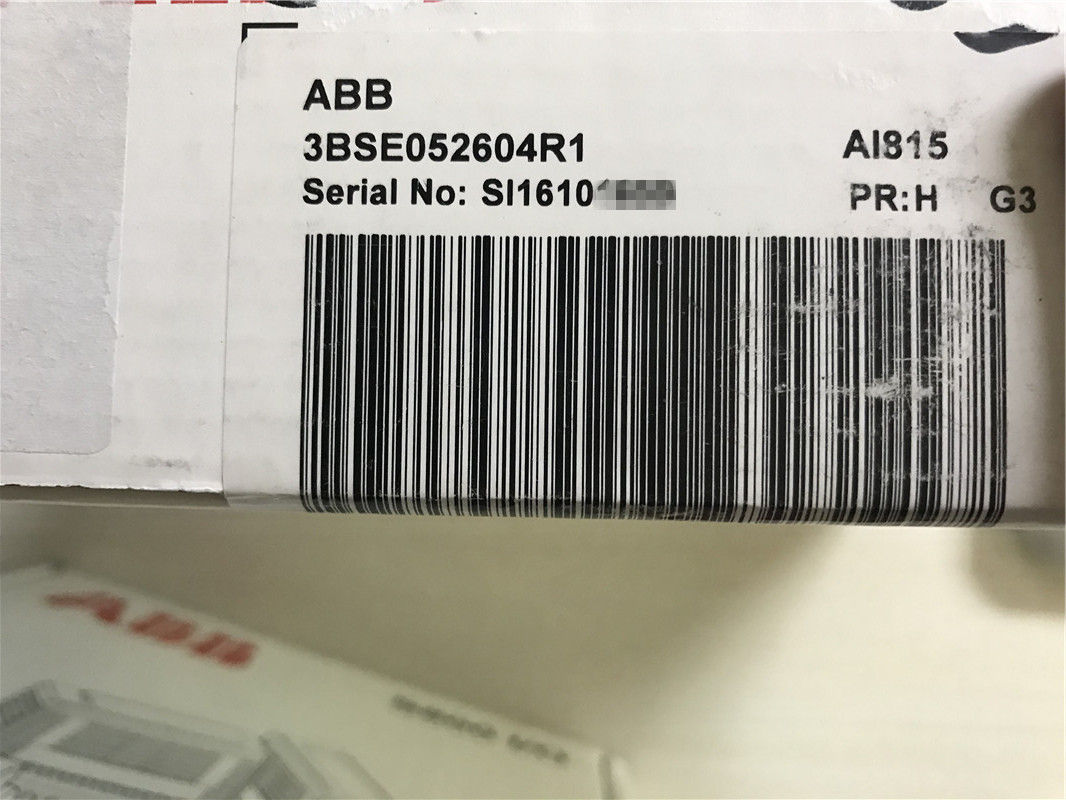 ABB
3BSE052604R1 AI815
Serial No: SI1610
PR:H G3
ABB